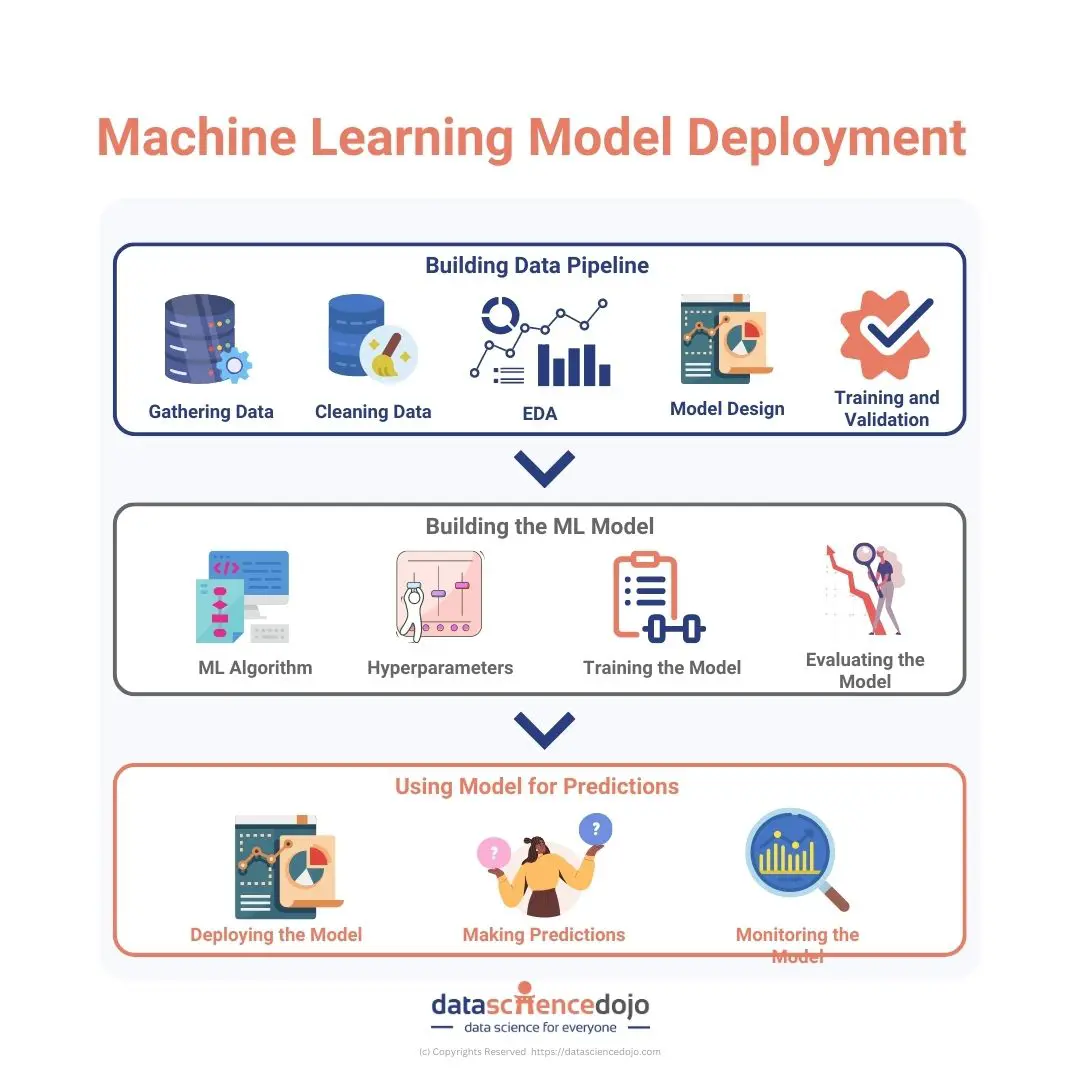 Machine Learning Model Deployment
Building Data Pipeline
Gathering Data
Cleaning Data
EDA
Model Design
Training and
Validation
Building the ML Model
ML Algorithm
Hyperparameters
Training the Model
Evaluating the
Model
Using Model for Predictions
? ?
Deploying the Model
Making Predictions
Monitoring the
Model
datasciencedojo
data science for everyone
(c) Copyrights Reserved https://datasciencedojo.com